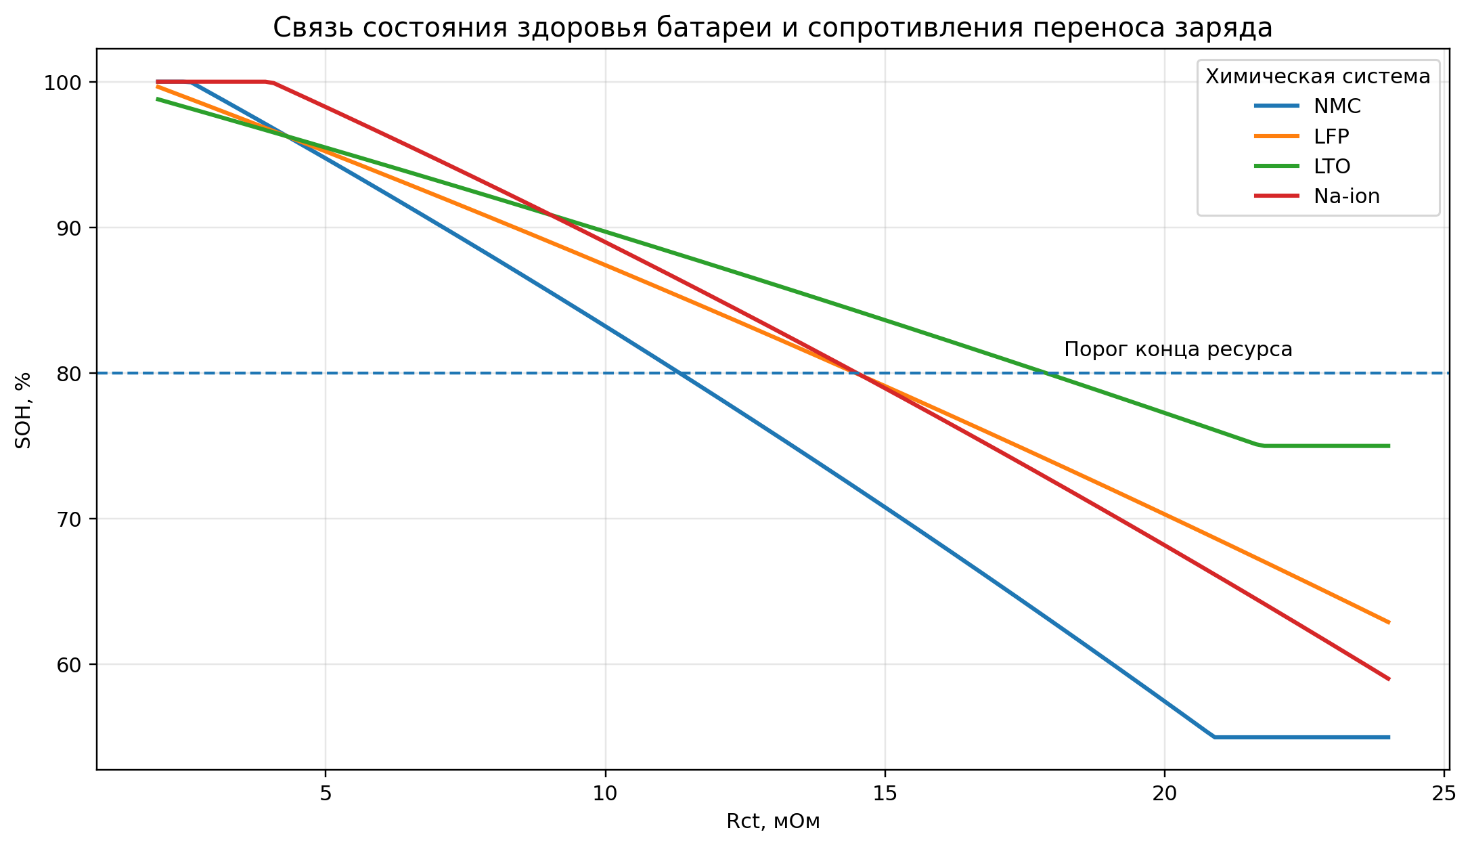 Связь состояния здоровья батареи и сопротивления переноса заряда
Химическая система
NMC
LFP
LTO
Na-ion
Порог конца ресурса
SOH, %
100
90
80
70
60
5
10
15
20
25
Rct, мОм